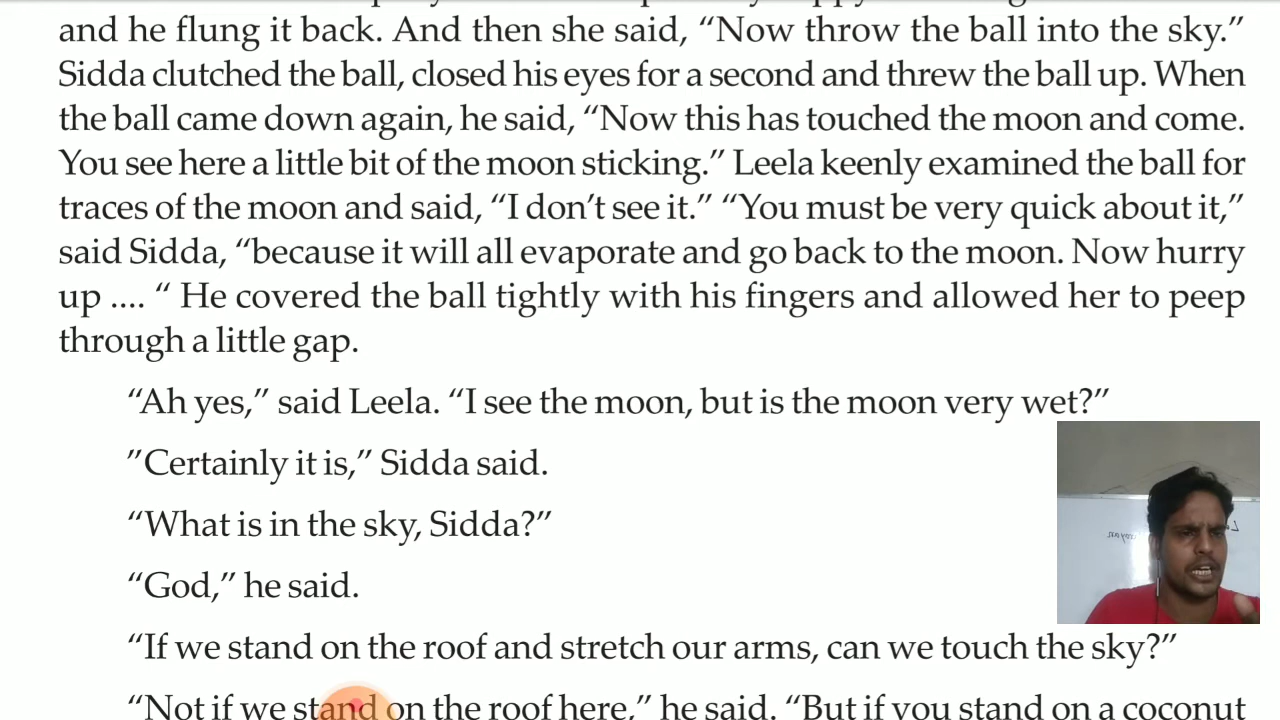 and he flung it back. And then she said, “Now throw the ball into the sky.”
Sidda clutched the ball, closed his eyes for a second and threw the ball up. When
the ball came down again, he said, “Now this has touched the moon and come.
You see here a little bit of the moon sticking.” Leela keenly examined the ball for
traces of the moon and said, “I don’t see it.” “You must be very quick about it,”
said Sidda, “because it will all evaporate and go back to the moon. Now hurry
up .... “ He covered the ball tightly with his fingers and allowed her to peep
through a little gap.
“Ah yes,” said Leela. “I see the moon, but is the moon very wet?”
”Certainly it is,” Sidda said.
“What is in the sky, Sidda?”
“God,” he said.
“If we stand on the roof and stretch our arms, can we touch the sky?”
“Not if we stand on the roof here,” he said. “But if you stand on a coconut